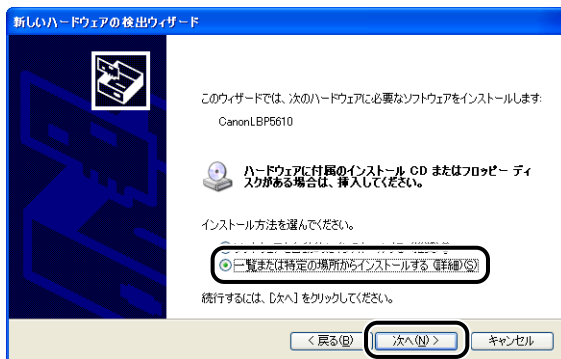 新しいハードウェアの検出ウィザード
このウィザードでは、次のハードウェアに必要なソフトウェアをインストールします:
CanonLBP5610
ハードウェアに付属のインストール CD またはフロッピー ディ
スクがある場合は、挿入してください。
インストール方法を選んでください。
一覧または特定の場所からインストールする (詳細)(S)
続行するには、[次へ] をクリックしてください。
< 戻る(B)
次へ(N) >
キャンセル